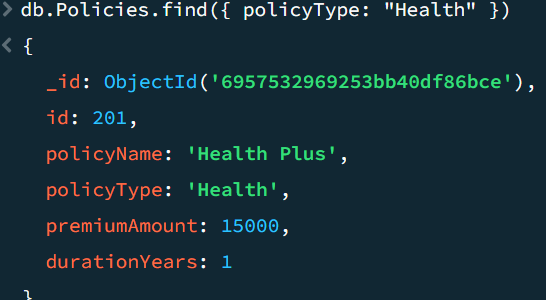 > db.Policies.find({ policyType: "Health" })
< {
_id: ObjectId('6957532969253bb40df86bce'),
id: 201,
policyName: 'Health Plus',
policyType: 'Health',
premiumAmount: 15000,
durationYears: 1
}